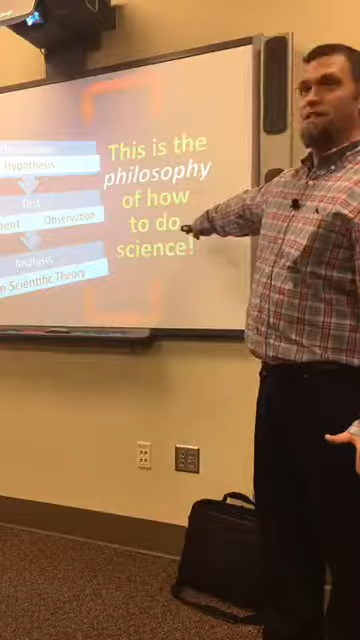 Hypothesis
Test
Observation
Analysis
Scientific Theory
This is the
philosophy
of how
to do
science!